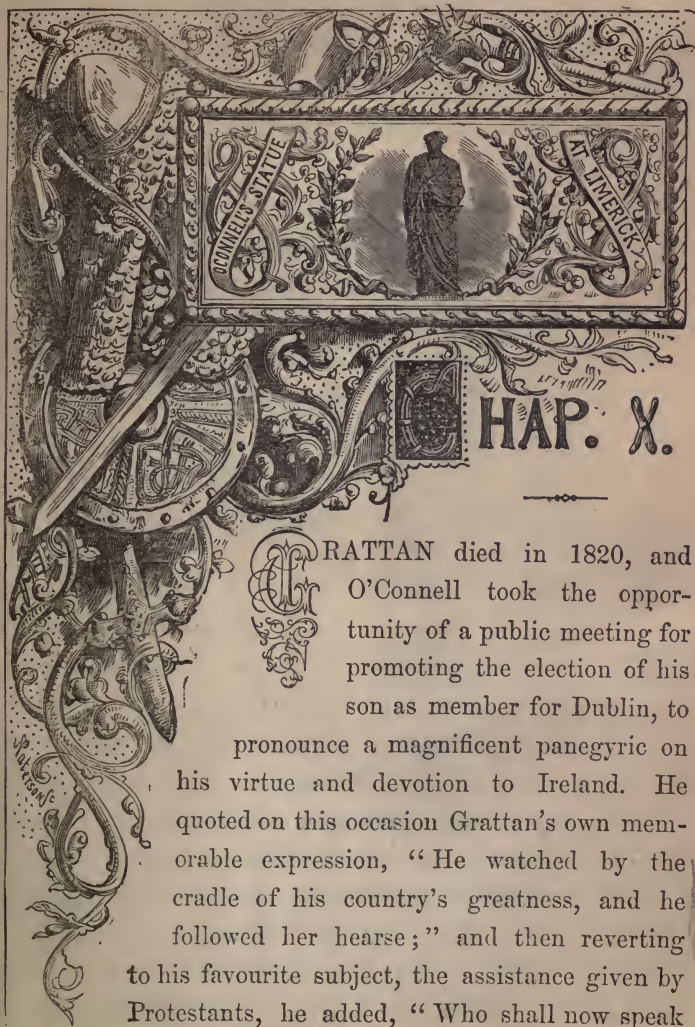 OCONNELL'S STATUE
AT LIMERICK
CHAP. X.
GRATTAN died in 1820, and
O'Connell took the oppor-
tunity of a public meeting for
promoting the election of his
son as member for Dublin, to
pronounce a magnificent panegyric on
his virtue and devotion to Ireland. He
quoted on this occasion Grattan's own mem-
orable expression, “ He watched by the
cradle of his country's greatness, and he
followed her hearse ; ” and then reverting
to his favourite subject, the assistance given by
Protestants, he added, “ Who shall now speak